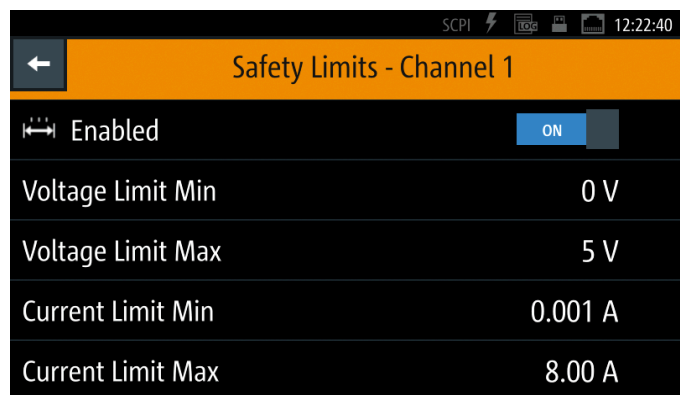 SCPI LOG 12:22:40
Safety Limits - Channel 1
Enabled ON
Voltage Limit Min 0 V
Voltage Limit Max 5 V
Current Limit Min 0.001 A
Current Limit Max 8.00 A